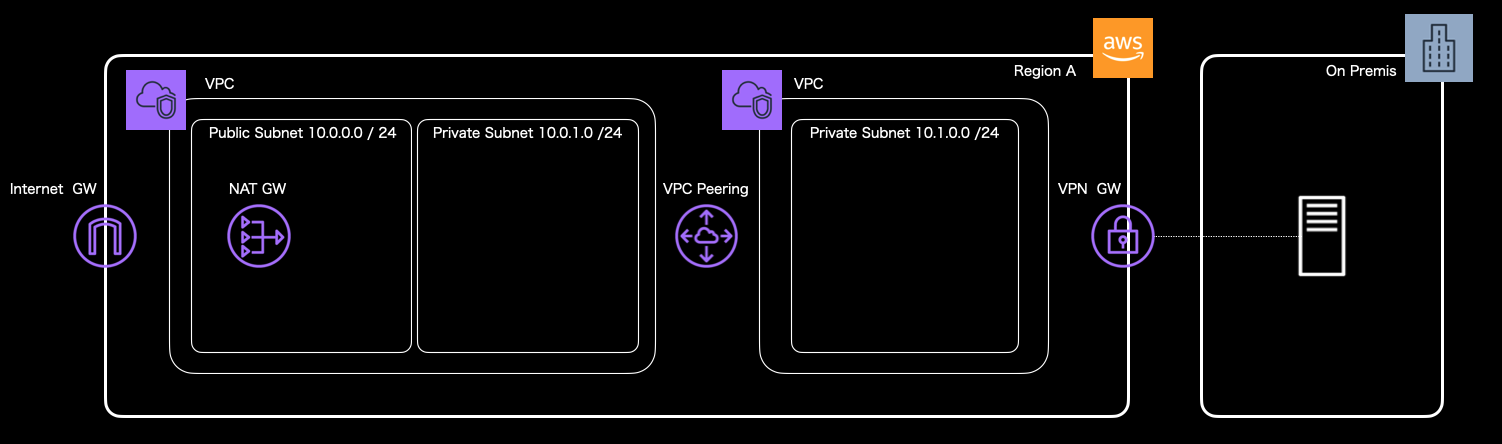 aws
Region A
On Premis
VPC
VPC
Public Subnet 10.0.0.0 / 24
Private Subnet 10.0.1.0 /24
Private Subnet 10.1.0.0 /24
Internet GW
NAT GW
VPC Peering
VPN GW